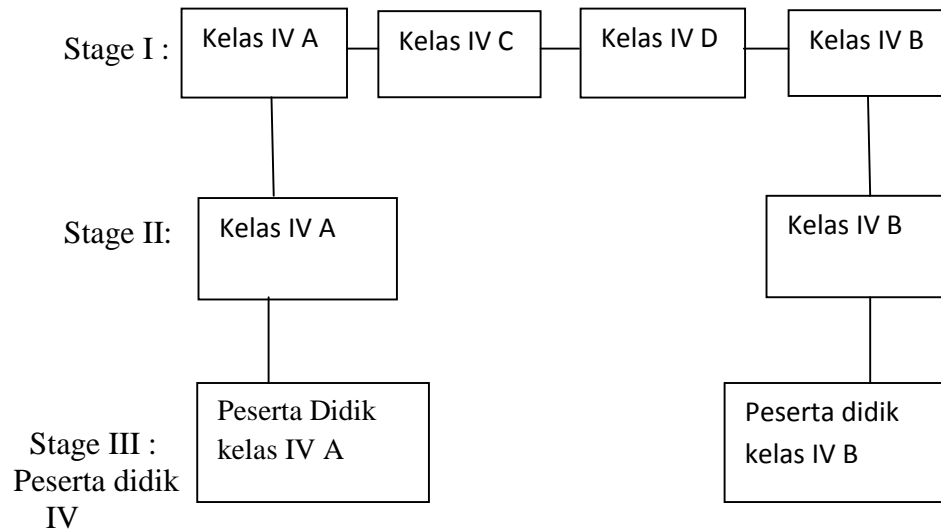 Stage I : Kelas IV A Kelas IV C Kelas IV D Kelas IV B
Stage II: Kelas IV A Kelas IV B
Stage III :
Peserta didik
IV
Peserta Didik
kelas IV A
Peserta didik
kelas IV B